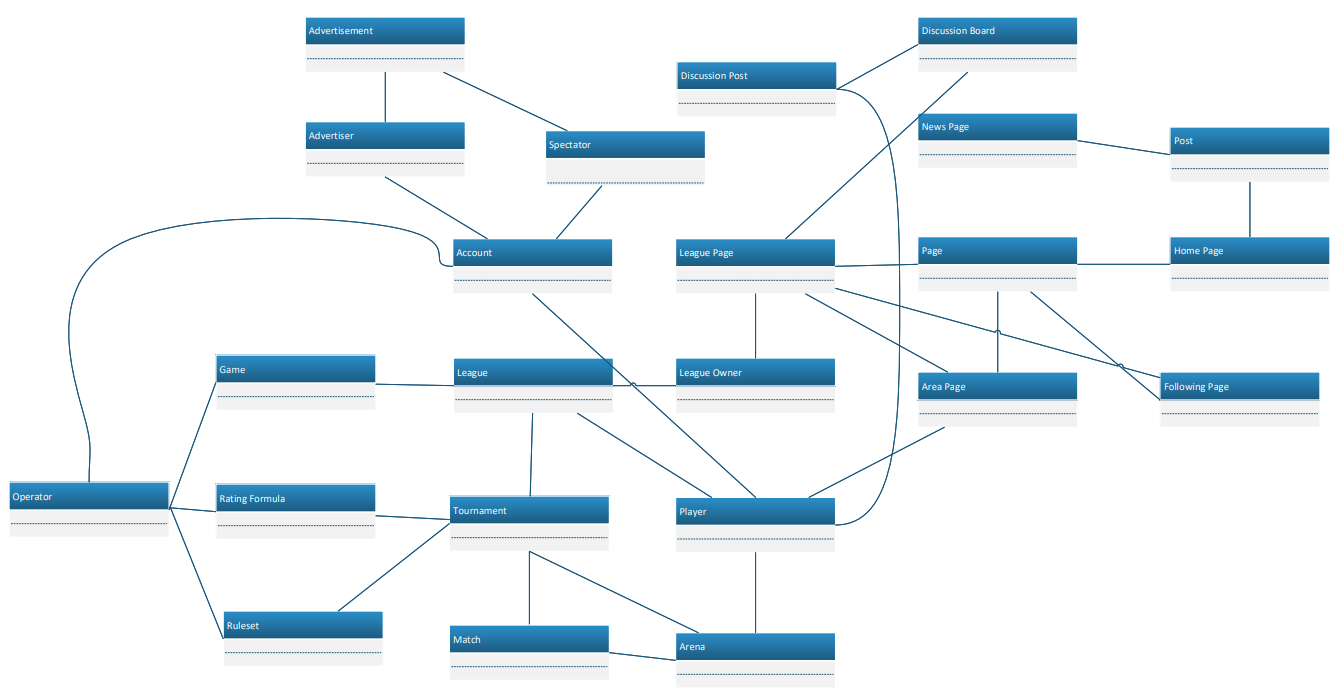 Advertisement
Discussion Board
Discussion Post
News Page
Advertiser
Post
Spectator
Account
League Page
Page
Home Page
Game
League
League Owner
Area Page
Following Page
Operator
Rating Formula
Tournament
Player
Ruleset
Match
Arena